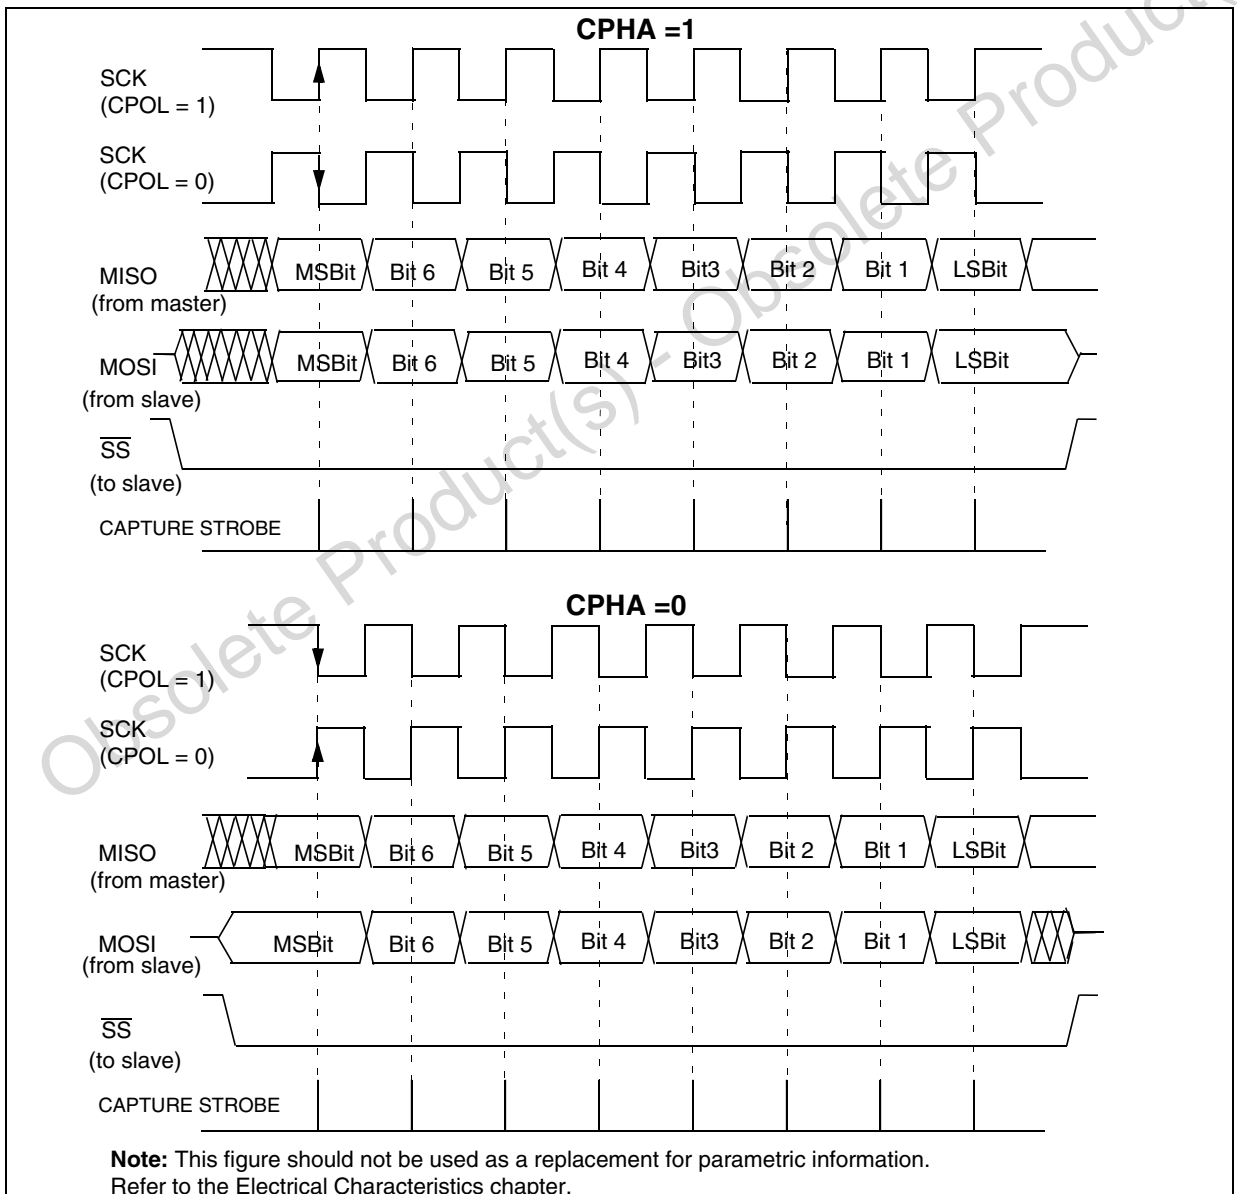 CPHA =1
SCK
(CPOL = 1)
SCK
(CPOL = 0)
MISO
(from master)
MSBit Bit 6 Bit 5 Bit 4 Bit3 Bit 2 Bit 1 LSBit
MOSI
(from slave)
MSBit Bit 6 Bit 5 Bit 4 Bit3 Bit 2 Bit 1 LSBit
SS
(to slave)
CAPTURE STROBE
CPHA =0
SCK
(CPOL = 1)
SCK
(CPOL = 0)
MISO
(from master)
MSBit Bit 6 Bit 5 Bit 4 Bit3 Bit 2 Bit 1 LSBit
MOSI
(from slave)
MSBit Bit 6 Bit 5 Bit 4 Bit3 Bit 2 Bit 1 LSBit
SS
(to slave)
CAPTURE STROBE
Note: This figure should not be used as a replacement for parametric information.
Refer to the Electrical Characteristics chapter.
Obsolete Product(s) - Obsolete Product(